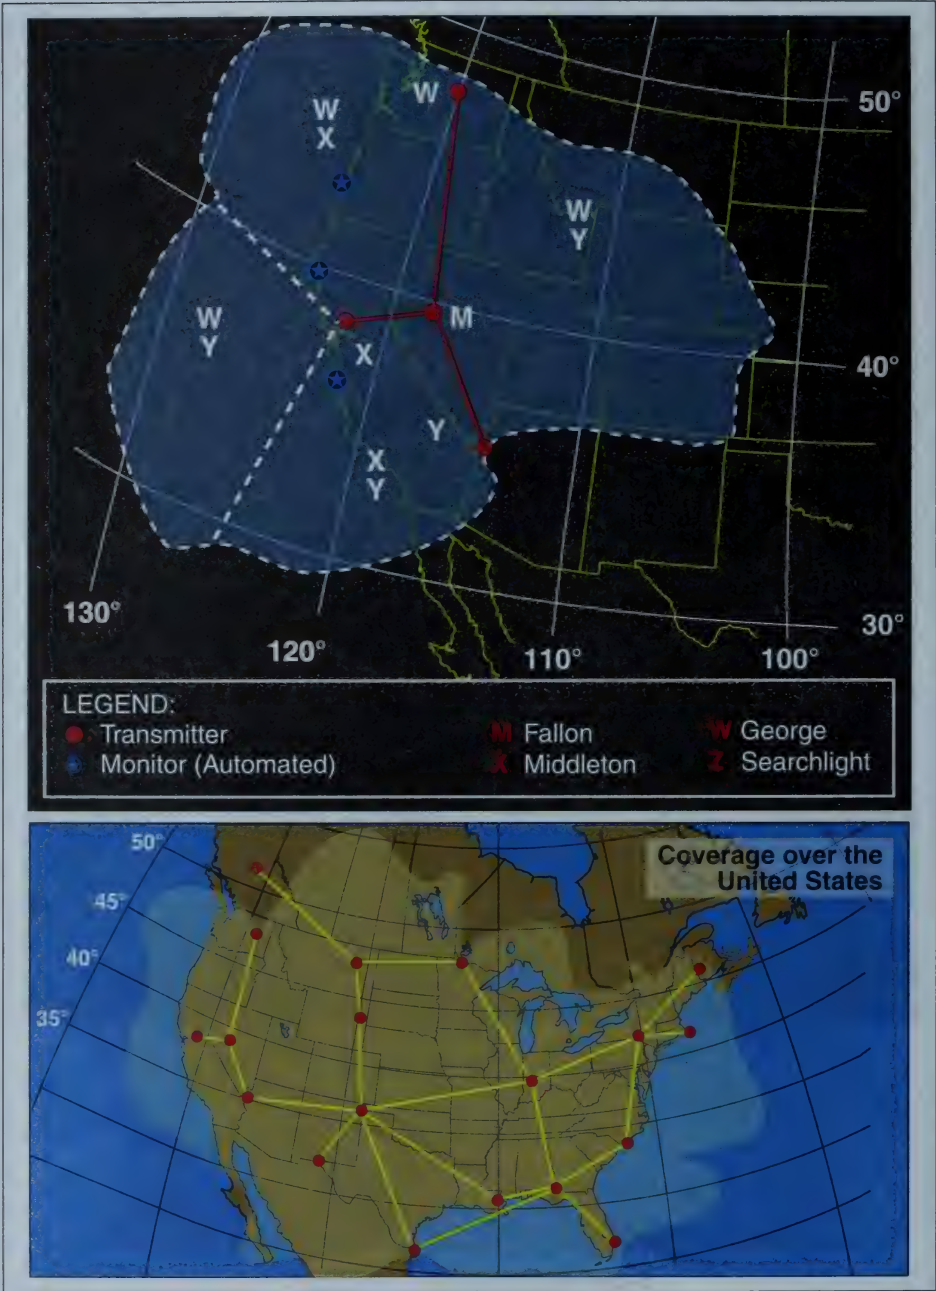 W
50°
W
X
W
Y
W
Y
M
X
40°
Y
X
Y
130°
30°
120°
110°
100°
LEGEND:
Transmitter
M Fallon
W George
Monitor (Automated)
X Middleton
Searchlight
50°
Coverage over the
United States
45°
40°
35°